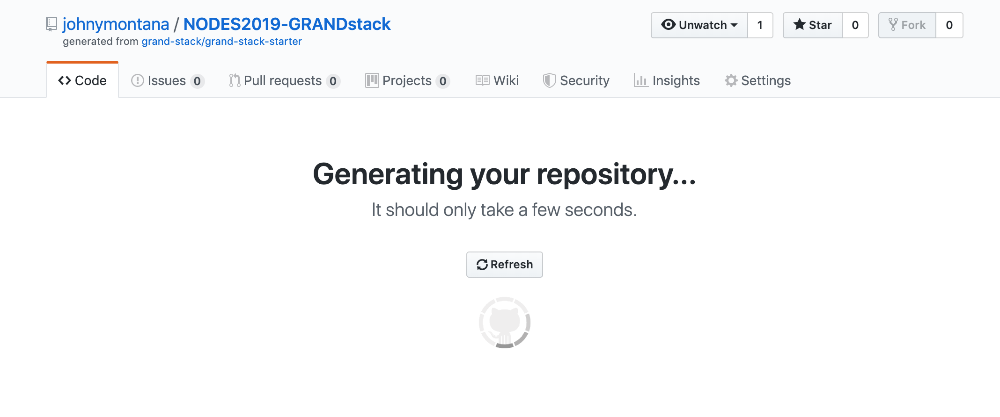 johnymontana / NODES2019-GRANDstack
generated from grand-stack/grand-stack-starter
Unwatch 1 Star 0 Fork 0
Code Issues 0 Pull requests 0 Projects 0 Wiki Security Insights Settings
Generating your repository...
It should only take a few seconds.
Refresh